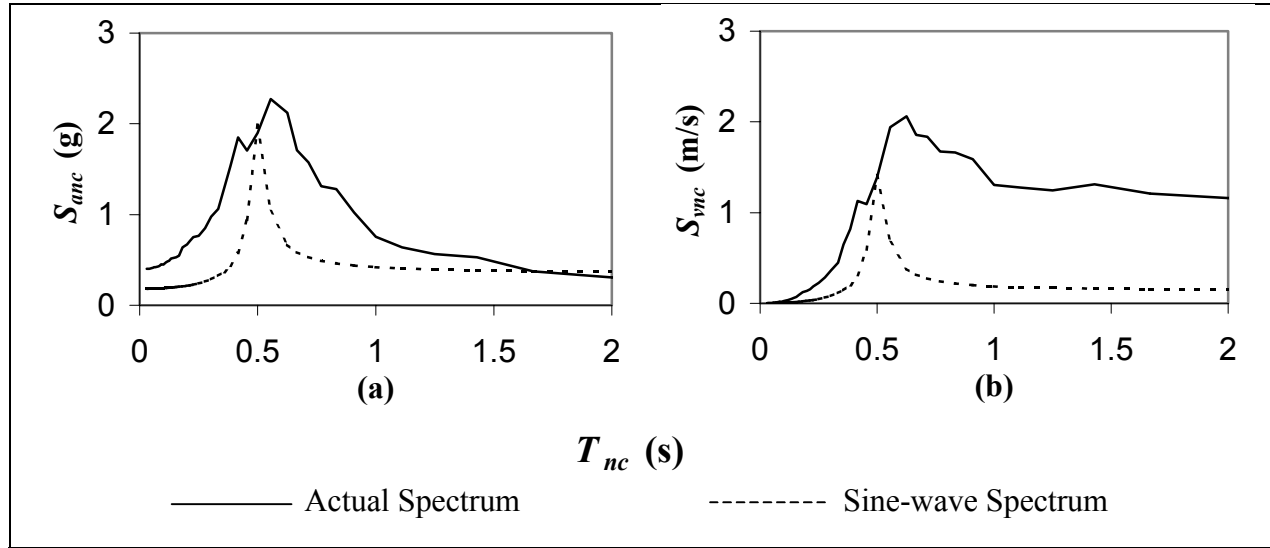 3
2
1
0
S_anc (g)
0 0.5 1 1.5 2
(a)
3
2
1
0
S_vnc (m/s)
0 0.5 1 1.5 2
(b)
T_nc (s)
Actual Spectrum
Sine-wave Spectrum